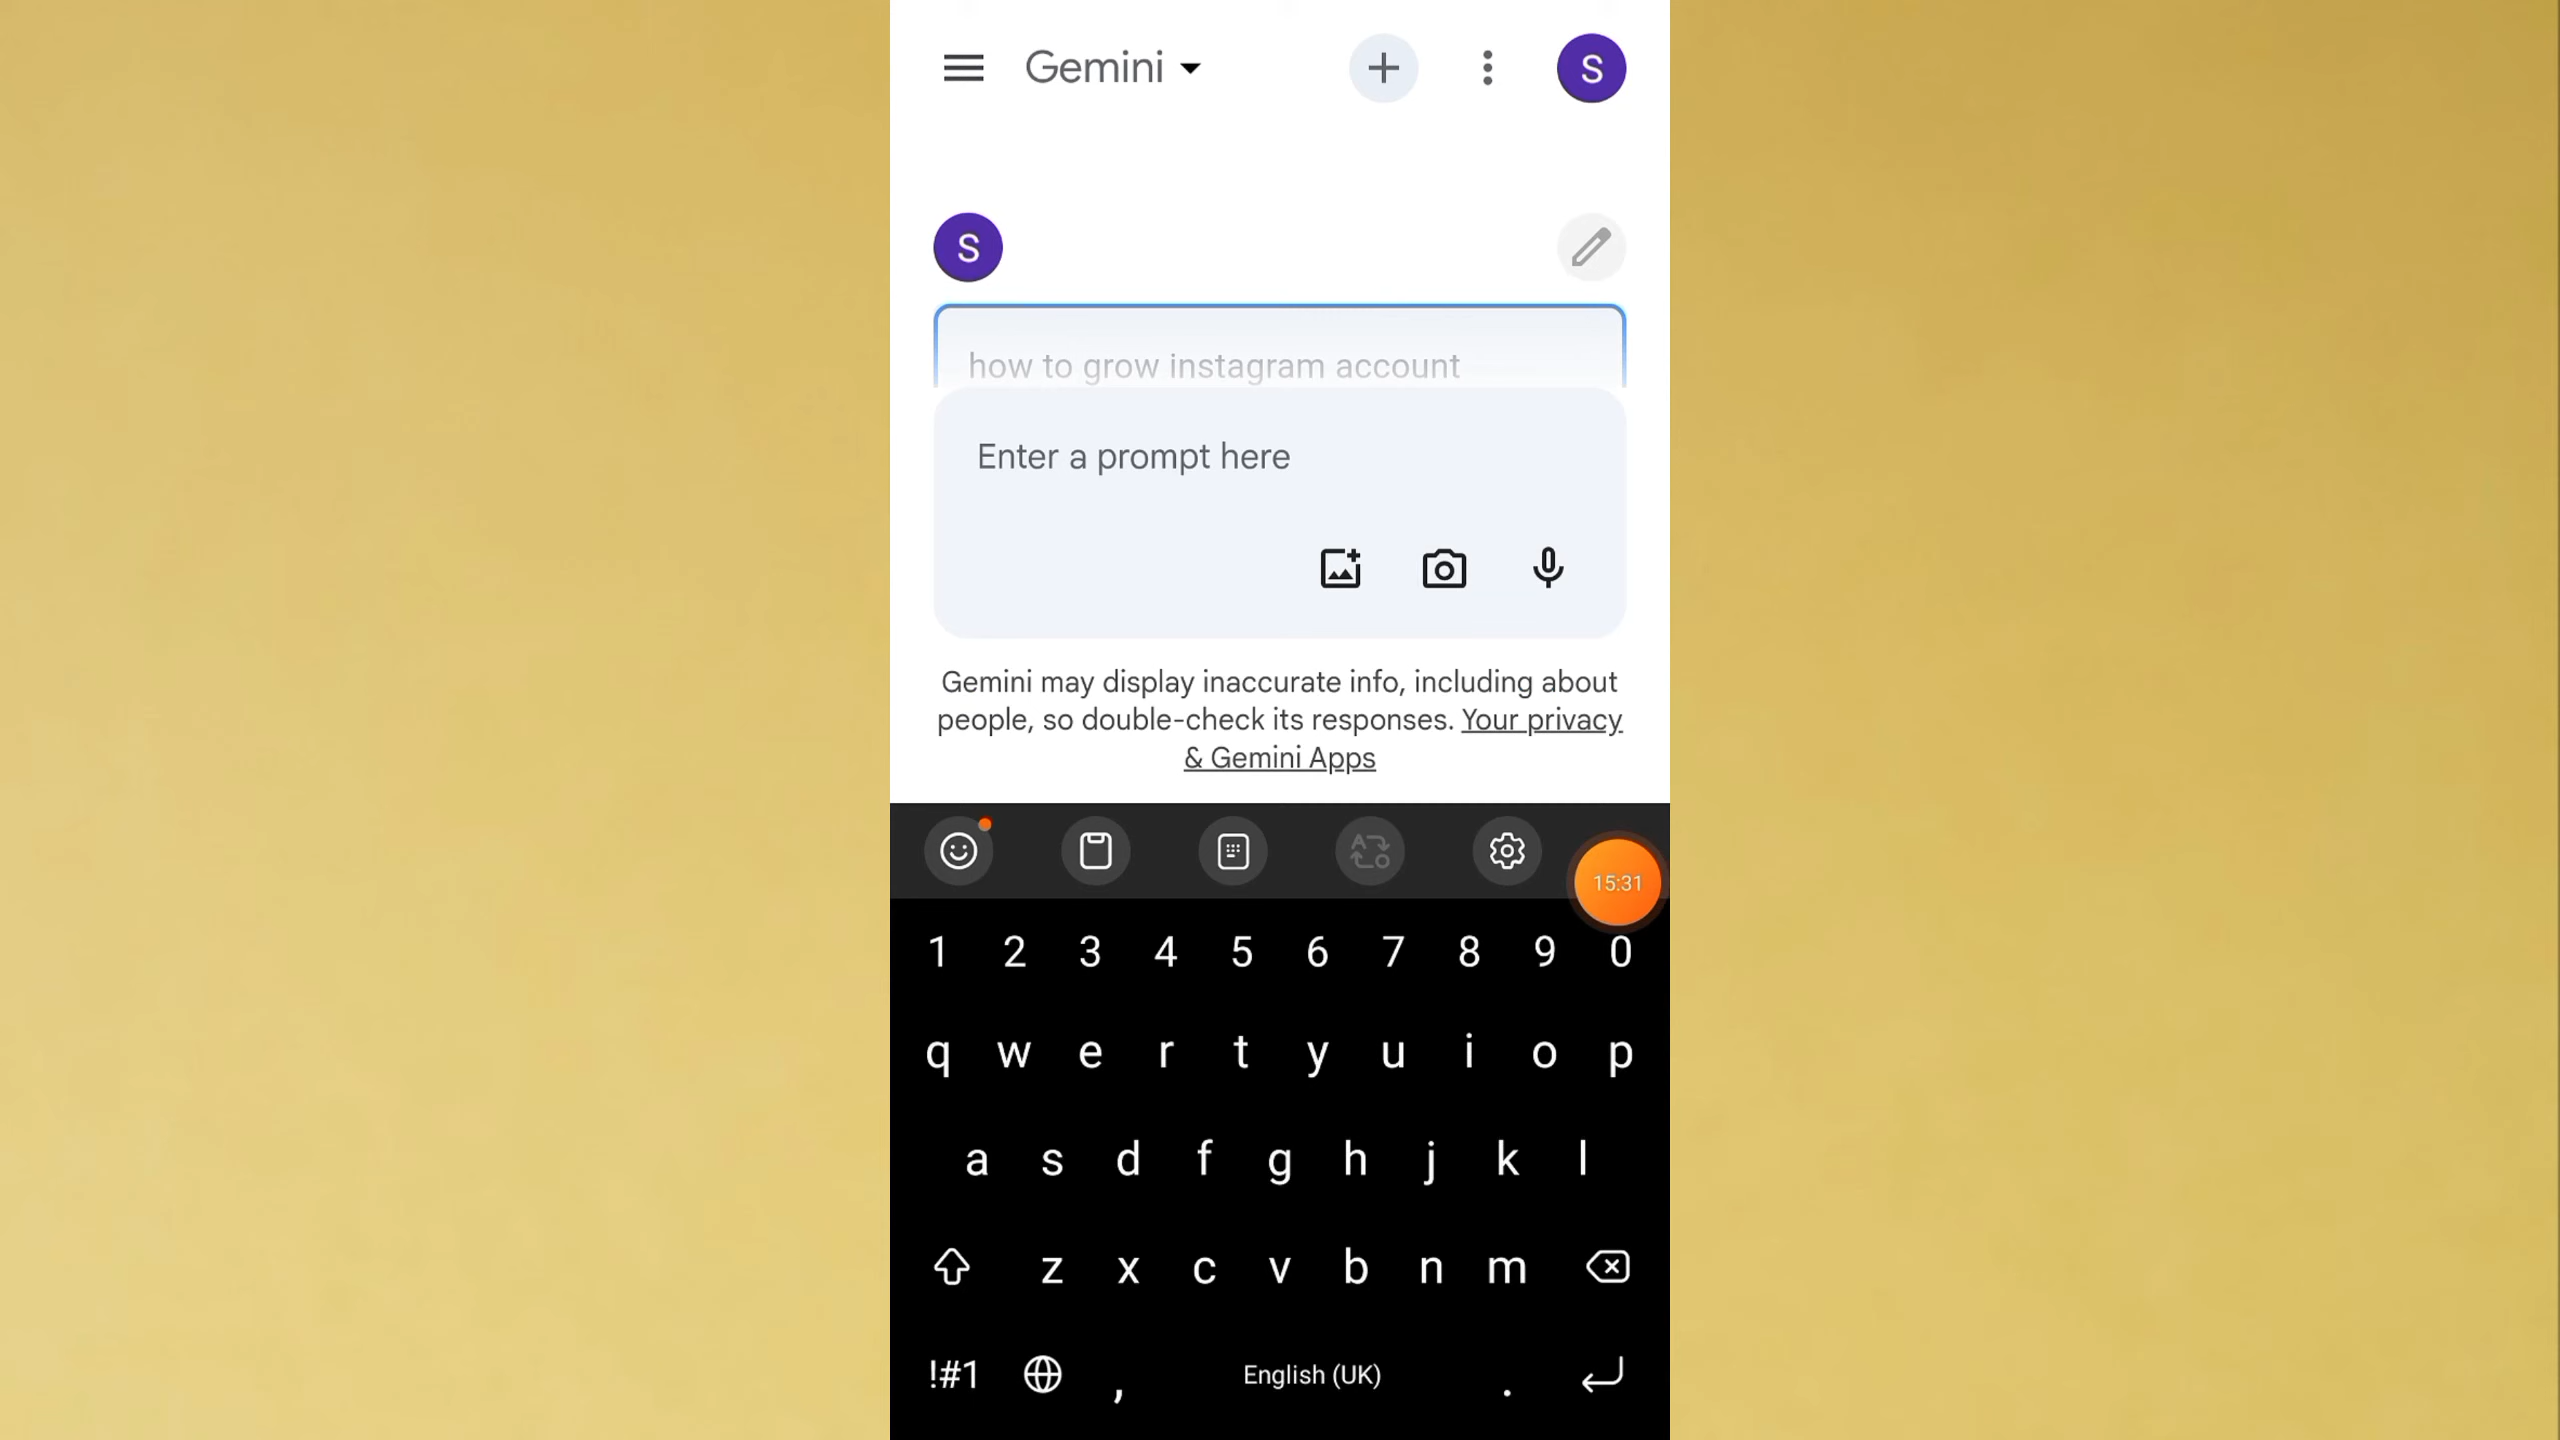 Gemini
S
S
how to grow instagram account
Enter a prompt here
Gemini may display inaccurate info, including about
people, so double-check its responses. Your privacy
& Gemini Apps
15:31
1 2 3 4 5 6 7 8 9 0
q w e r t y u i o p
a s d f g h j k l
z x c v b n m
!#1 , English (UK) .